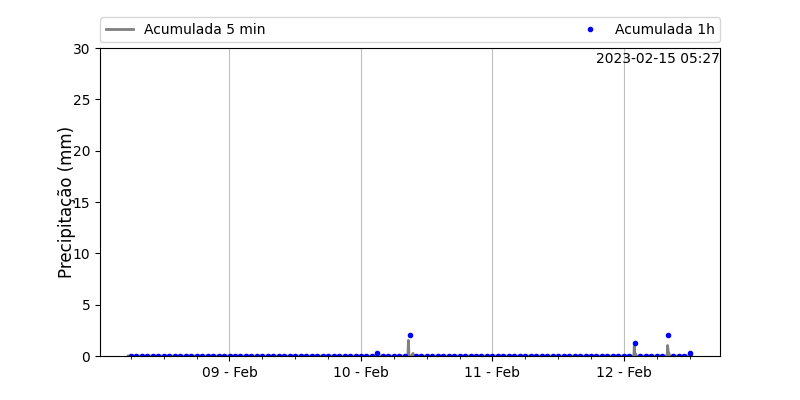 Acumulada 5 min
Acumulada 1h
2023-02-15 05:27
Precipitação (mm)
30
25
20
15
10
5
0
09 - Feb
10 - Feb
11 - Feb
12 - Feb